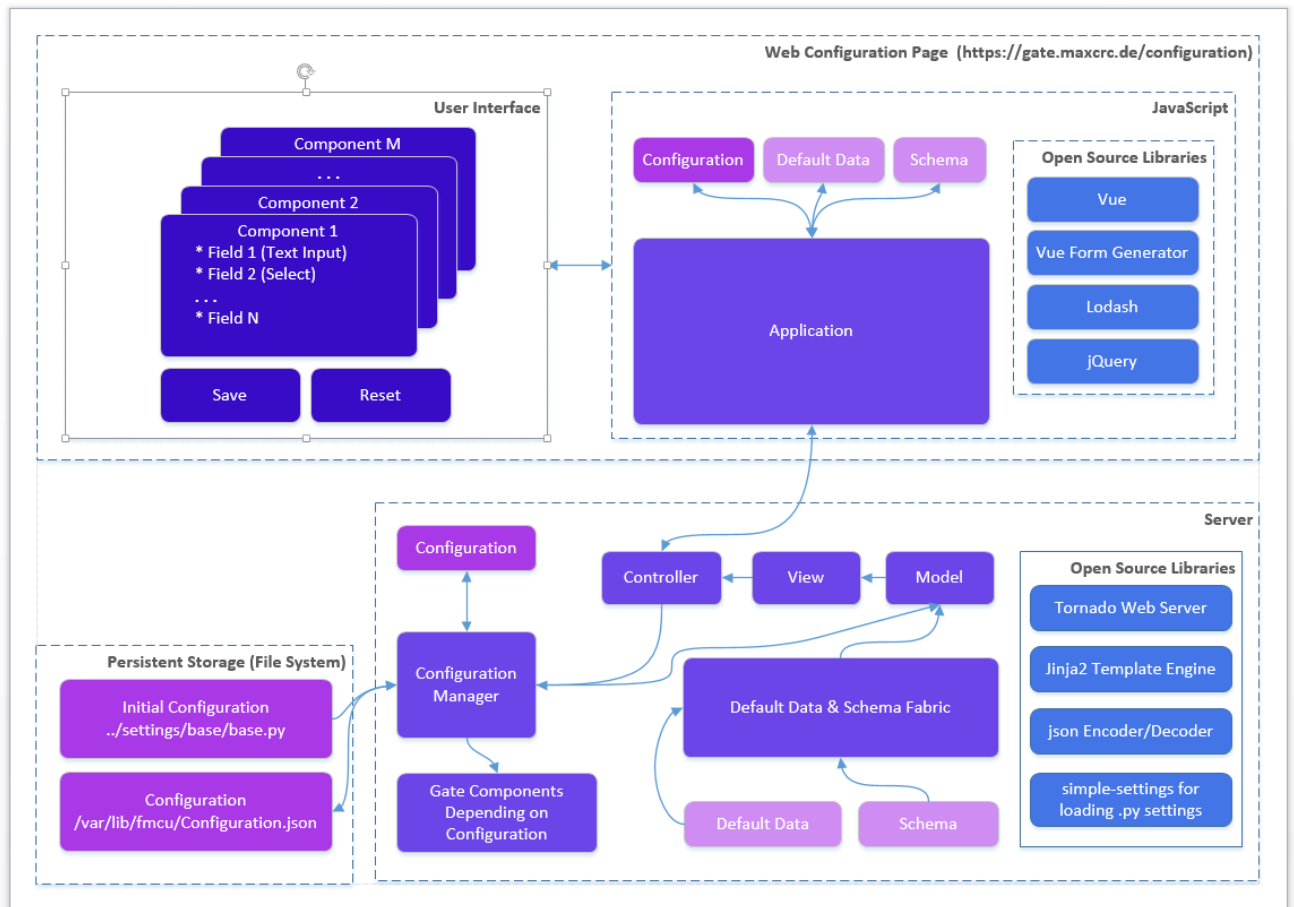 Web Configuration Page (https://gate.maxcrc.de/configuration)
User Interface
Component M
. . .
Component 2
Component 1
* Field 1 (Text Input)
* Field 2 (Select)
. . .
* Field N
Save
Reset
JavaScript
Configuration
Default Data
Schema
Application
Open Source Libraries
Vue
Vue Form Generator
Lodash
jQuery
Server
Configuration
Controller
View
Model
Configuration
Manager
Default Data & Schema Fabric
Gate Components
Depending on
Configuration
Default Data
Schema
Open Source Libraries
Tornado Web Server
Jinja2 Template Engine
json Encoder/Decoder
simple-settings for
loading .py settings
Persistent Storage (File System)
Initial Configuration
../settings/base/base.py
Configuration
/var/lib/fmcu/Configuration.json